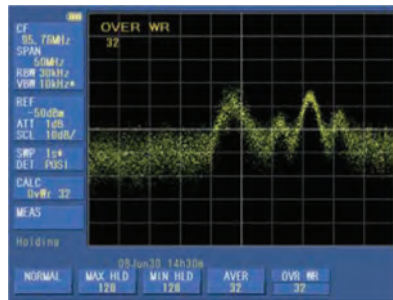 CF
95.76MHz
SPAN
50MHz
RBW 30kHz
VBW 10kHz*
REF
-50dBm
ATT 1dB
SCL 10dB/
SWP 1s*
DET POSI
CALC
OvWr 32
MEAS
Holding
OVER WR
32
08Jun30 14h30m
NORMAL
MAX HLD
128
MIN HLD
128
AVER
32
OVR WR
32